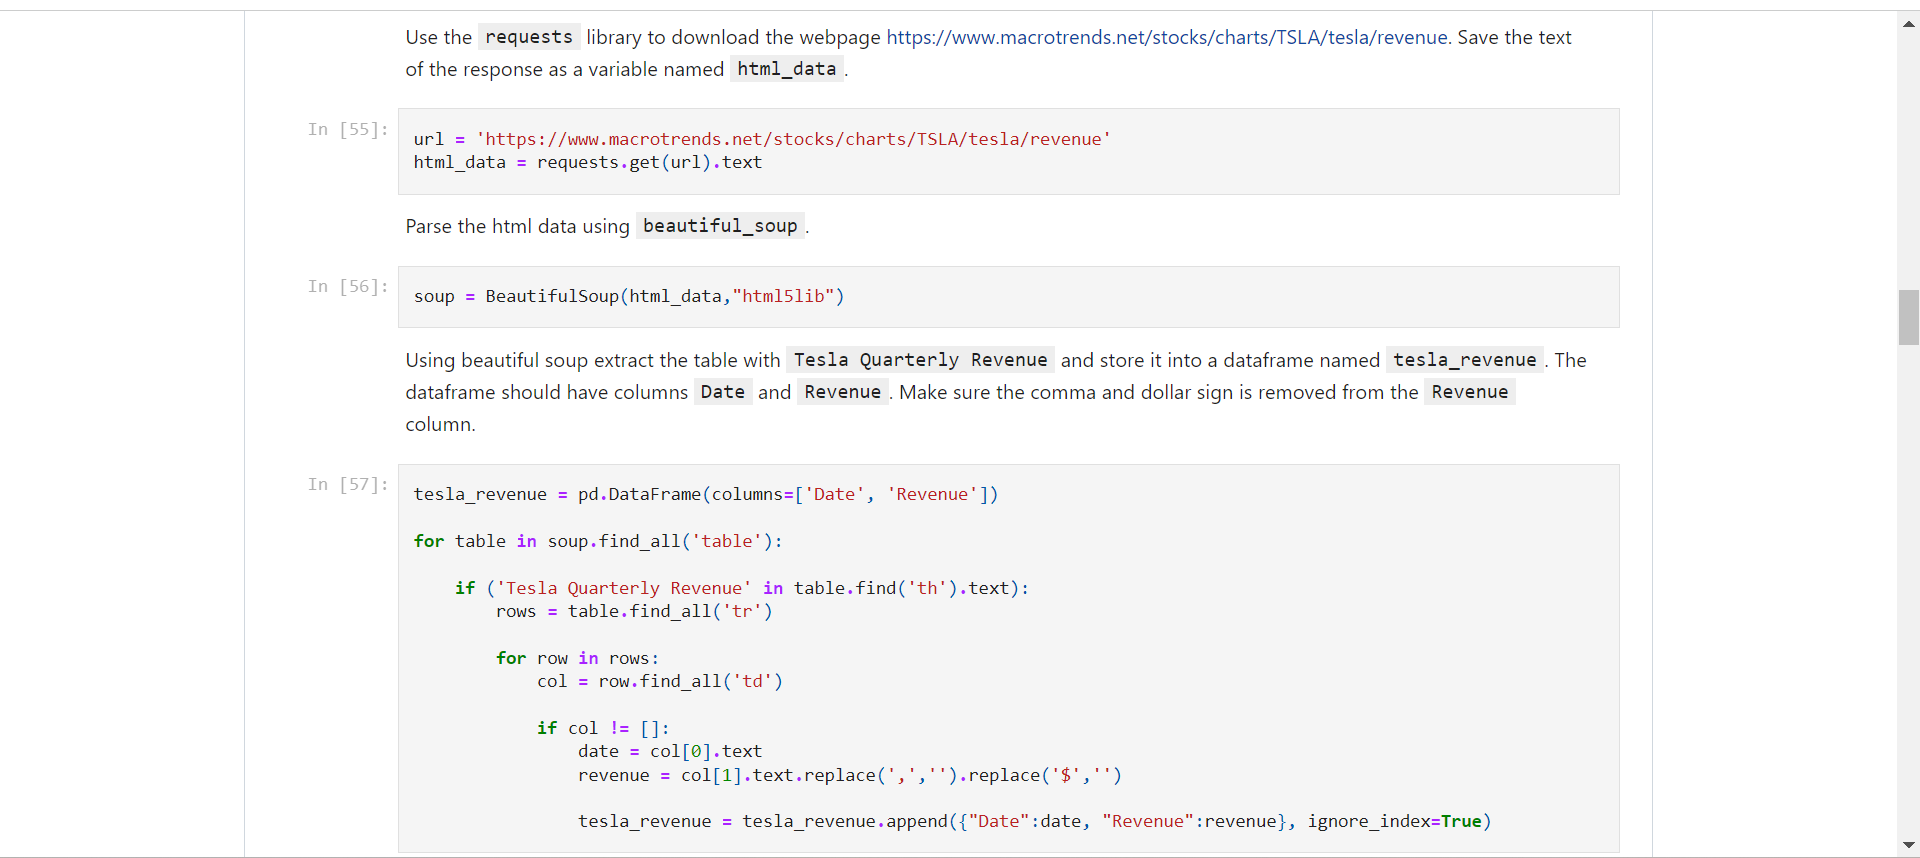 Use the requests library to download the webpage https://www.macrotrends.net/stocks/charts/TSLA/tesla/revenue. Save the text
of the response as a variable named html_data.
In [55]:
url = 'https://www.macrotrends.net/stocks/charts/TSLA/tesla/revenue'
html_data = requests.get(url).text
Parse the html data using beautiful_soup.
In [56]:
soup = BeautifulSoup(html_data,"html5lib")
Using beautiful soup extract the table with Tesla Quarterly Revenue and store it into a dataframe named tesla_revenue. The
dataframe should have columns Date and Revenue. Make sure the comma and dollar sign is removed from the Revenue
column.
In [57]:
tesla_revenue = pd.DataFrame(columns=['Date', 'Revenue'])
for table in soup.find_all('table'):
    if ('Tesla Quarterly Revenue' in table.find('th').text):
        rows = table.find_all('tr')
        for row in rows:
            col = row.find_all('td')
            if col != []:
                date = col[0].text
                revenue = col[1].text.replace(',','').replace('$','')
                tesla_revenue = tesla_revenue.append({"Date":date, "Revenue":revenue}, ignore_index=True)